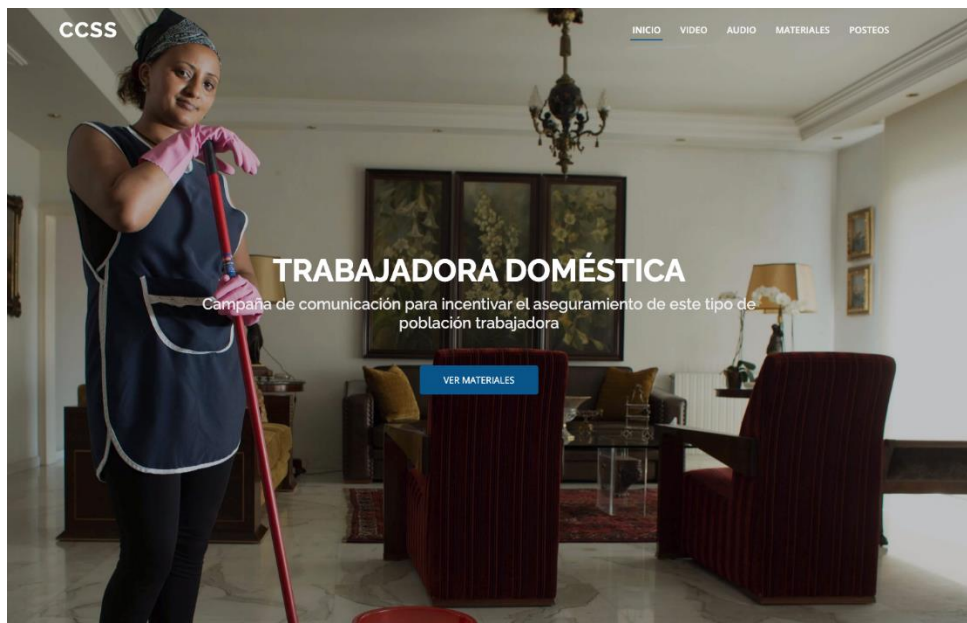 CCSS
INICIO VIDEO AUDIO MATERIALES POSTEOS
TRABAJADORA DOMÉSTICA
Campaña de comunicación para incentivar el aseguramiento de este tipo de
población trabajadora
VER MATERIALES